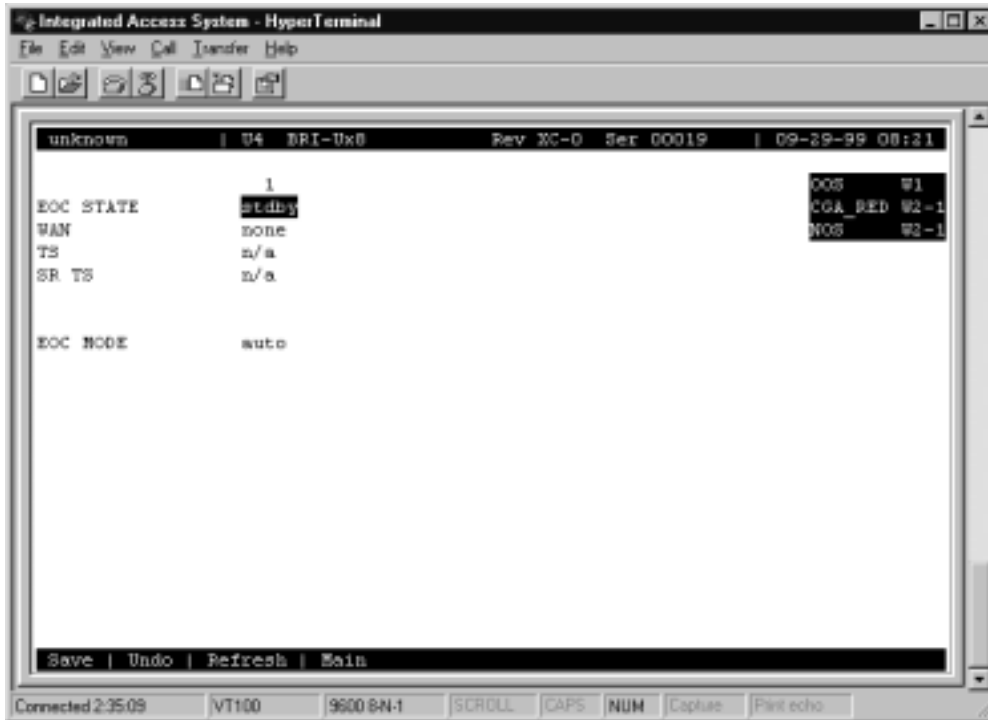 Integrated Access System - HyperTerminal
File Edit View Call Transfer Help
unknown | U4 BRI-Ux8 Rev XC-0 Ser 00019 | 09-29-99 08:21
1 OOS W1
EOC STATE stdby CGA_RED W2-1
WAN none NOS W2-1
TS n/a
SR TS n/a
EOC MODE auto
Save | Undo | Refresh | Main
Connected 2:35:09 VT100 9600 8-N-1 SCROLL CAPS NUM Capture Print echo